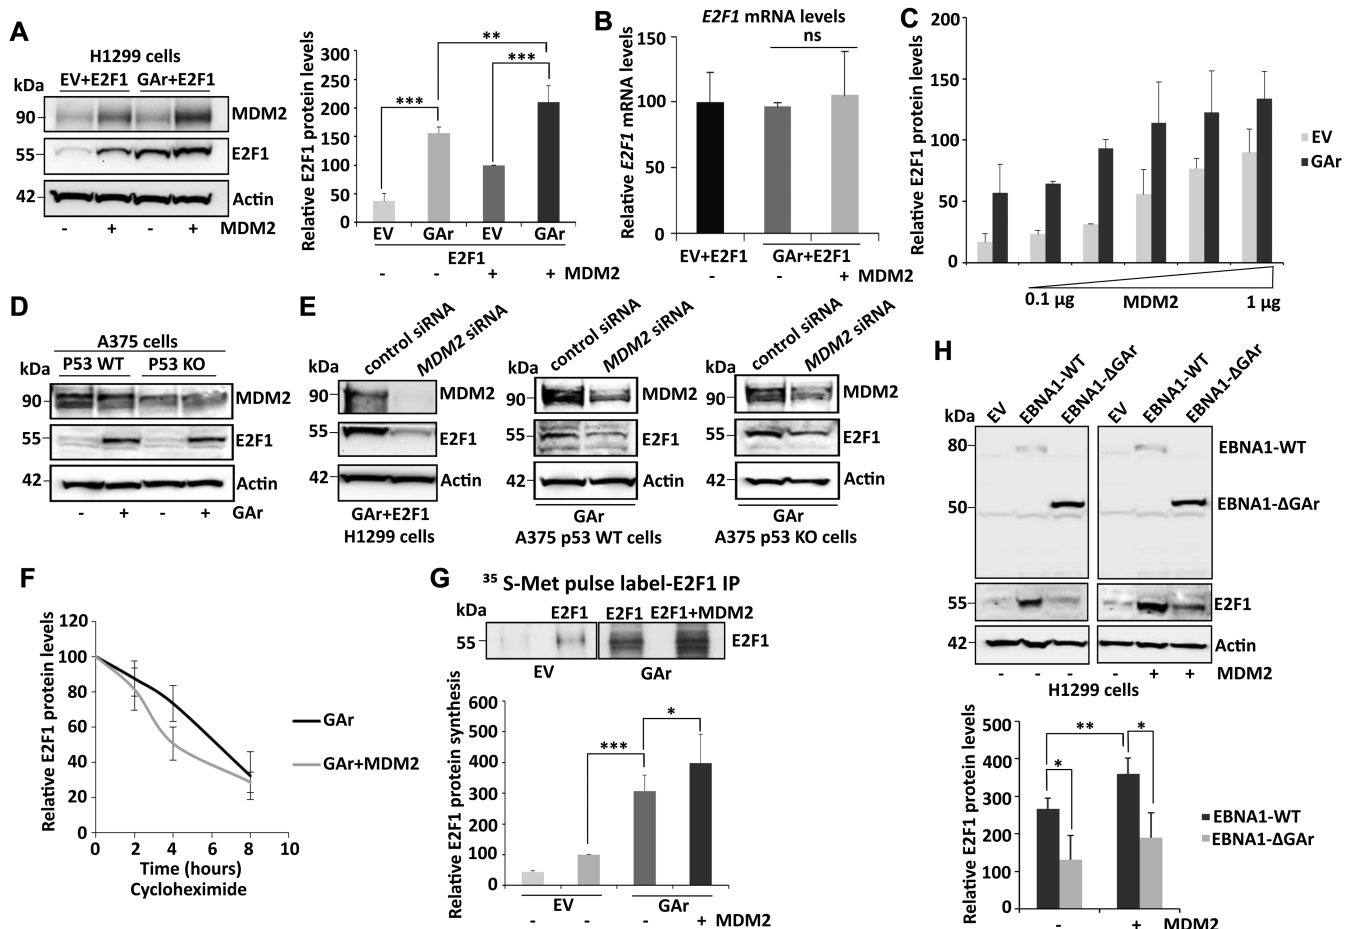 A
H1299 cells
kDa EV+E2F1 GAr+E2F1
90 MDM2
55 E2F1
42 Actin
- + - + MDM2
Relative E2F1 protein levels
300
250
200
150
100
50
0
*** *** **
EV GAr EV GAr
E2F1
- - + + MDM2
B
E2F1 mRNA levels
Relative E2F1 mRNA levels
150
100
50
0
ns
EV+E2F1 GAr+E2F1
- - + MDM2
C
Relative E2F1 protein levels
200
150
100
50
0
EV
GAr
0.1 µg MDM2 1 µg
D
A375 cells
kDa P53 WT P53 KO
90 MDM2
55 E2F1
42 Actin
- + - + GAr
E
control siRNA MDM2 siRNA
kDa
90 MDM2
55 E2F1
42 Actin
GAr+E2F1
H1299 cells
control siRNA MDM2 siRNA
kDa
90 MDM2
55 E2F1
42 Actin
GAr
A375 p53 WT cells
control siRNA MDM2 siRNA
kDa
90 MDM2
55 E2F1
42 Actin
GAr
A375 p53 KO cells
F
Relative E2F1 protein levels
120
100
80
60
40
20
0
0 2 4 6 8 10
Time (hours)
Cycloheximide
GAr
GAr+MDM2
G
35 S-Met pulse label-E2F1 IP
kDa E2F1 E2F1 E2F1+MDM2
55 E2F1
EV GAr
Relative E2F1 protein synthesis
600
500
400
300
200
100
0
*** *
EV GAr
- - - + MDM2
H
EV EBNA1-WT EBNA1-ΔGAr EV EBNA1-WT EBNA1-ΔGAr
kDa
80 EBNA1-WT
50 EBNA1-ΔGAr
55 E2F1
42 Actin
- - - - + + MDM2
H1299 cells
Relative E2F1 protein levels
500
400
300
200
100
0
** * *
EBNA1-WT
EBNA1-ΔGAr
- + MDM2